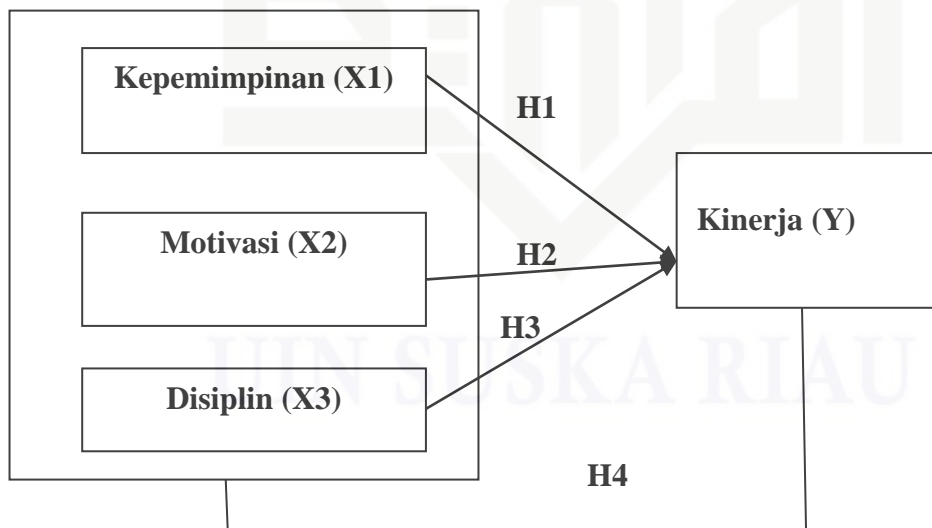 Kepemimpinan (X1)
H1
Kinerja (Y)
Motivasi (X2)
H2
H3
Disiplin (X3)
H4
UIN SUSKA RIAU